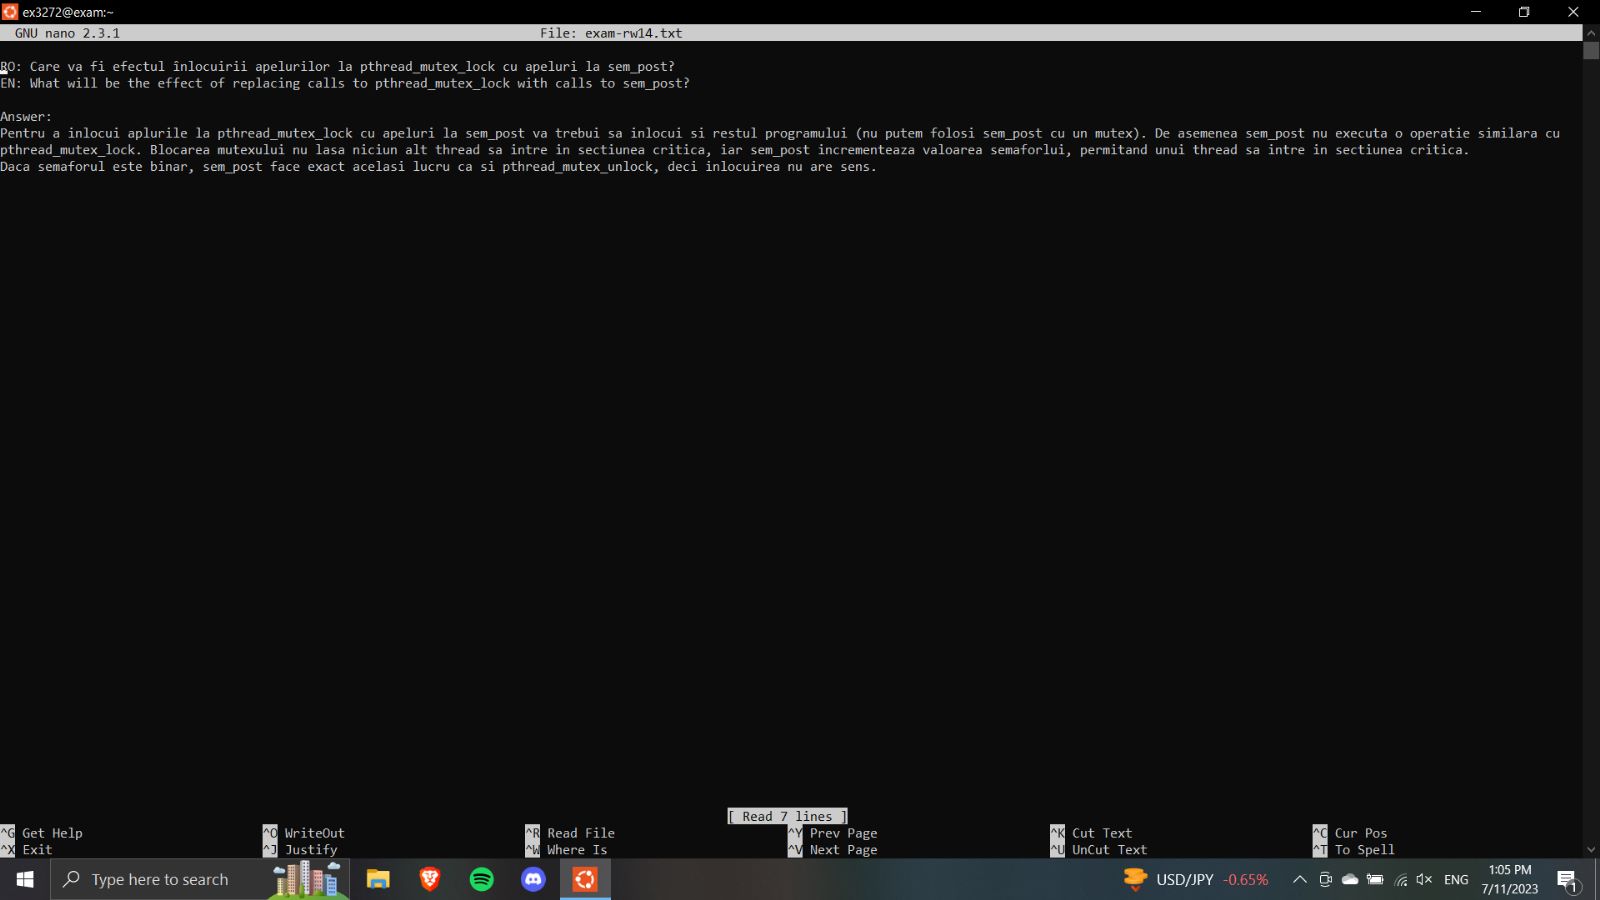 ex3272@exam:~
GNU nano 2.3.1 File: exam-rw14.txt
RO: Care va fi efectul înlocuirii apelurilor la pthread_mutex_lock cu apeluri la sem_post?
EN: What will be the effect of replacing calls to pthread_mutex_lock with calls to sem_post?
Answer:
Pentru a inlocui aplurile la pthread_mutex_lock cu apeluri la sem_post va trebui sa inlocui si restul programului (nu putem folosi sem_post cu un mutex). De asemenea sem_post nu executa o operatie similara cu
pthread_mutex_lock. Blocarea mutexului nu lasa niciun alt thread sa intre in sectiunea critica, iar sem_post incrementeaza valoarea semaforlui, permitand unui thread sa intre in sectiunea critica.
Daca semaforul este binar, sem_post face exact acelasi lucru ca si pthread_mutex_unlock, deci inlocuirea nu are sens.
[ Read 7 lines ]
^G Get Help ^O WriteOut ^R Read File ^Y Prev Page ^K Cut Text ^C Cur Pos
^X Exit ^J Justify ^W Where Is ^V Next Page ^U UnCut Text ^T To Spell
Type here to search USD/JPY -0.65% ENG 1:05 PM
7/11/2023 1